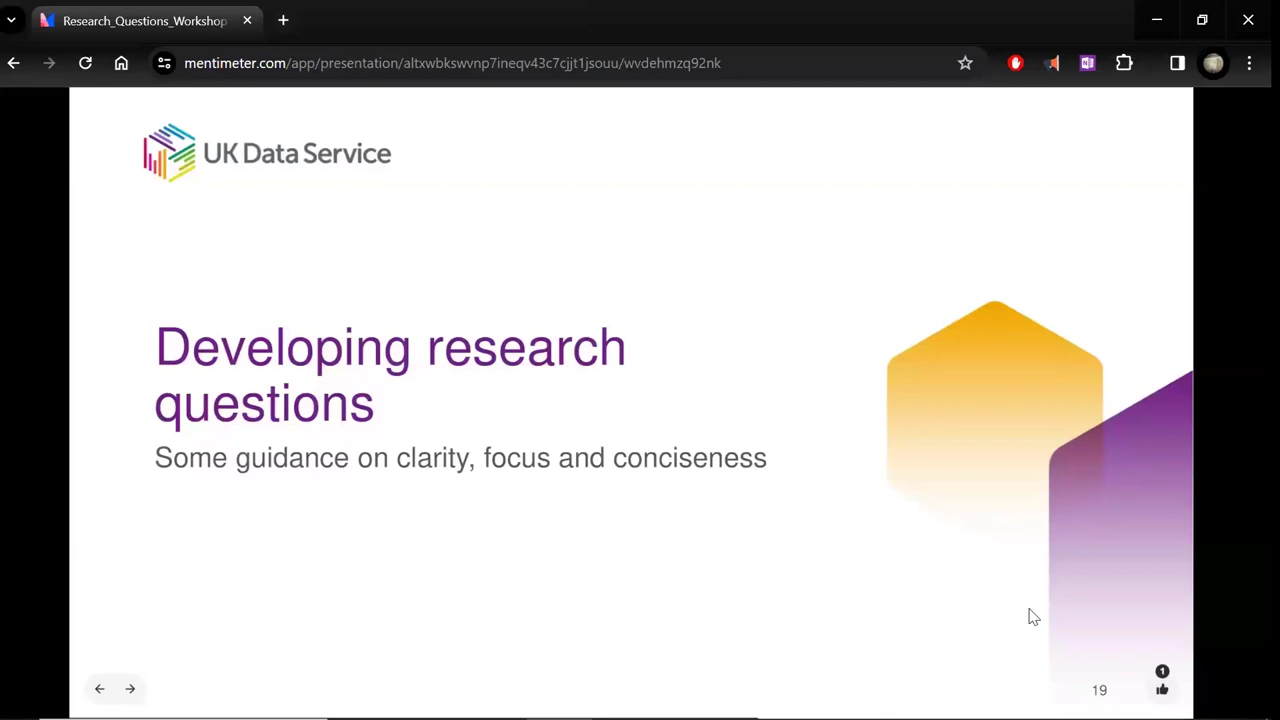 Research_Questions_Workshop
mentimeter.com/app/presentation/altxwbkswvnp7ineqv43c7cjjt1jsouu/wvdehmzq92nk
UK Data Service
Developing research
questions
Some guidance on clarity, focus and conciseness
1
19